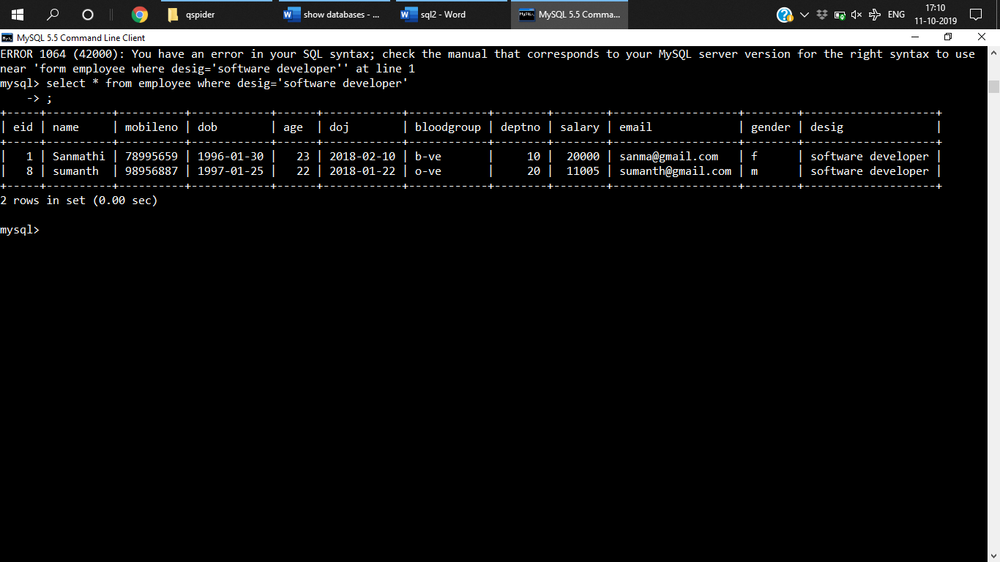 qspider
show databases - ...
sql2 - Word
MySQL 5.5 Comma...
ENG
17:10
11-10-2019
MySQL 5.5 Command Line Client
ERROR 1064 (42000): You have an error in your SQL syntax; check the manual that corresponds to your MySQL server version for the right syntax to use
near 'form employee where desig='software developer'' at line 1
mysql> select * from employee where desig='software developer'
    -> ;
+-----+----------+----------+------------+------+------------+------------+--------+--------+-------------------+--------+--------------------+
| eid | name     | mobileno | dob        | age  | doj        | bloodgroup | deptno | salary | email             | gender | desig              |
+-----+----------+----------+------------+------+------------+------------+--------+--------+-------------------+--------+--------------------+
|   1 | Sanmathi | 78995659 | 1996-01-30 |   23 | 2018-02-10 | b-ve       |     10 |  20000 | sanma@gmail.com   | f      | software developer |
|   8 | sumanth  | 98956887 | 1997-01-25 |   22 | 2018-01-22 | o-ve       |     20 |  11005 | sumanth@gmail.com | m      | software developer |
+-----+----------+----------+------------+------+------------+------------+--------+--------+-------------------+--------+--------------------+
2 rows in set (0.00 sec)
mysql>